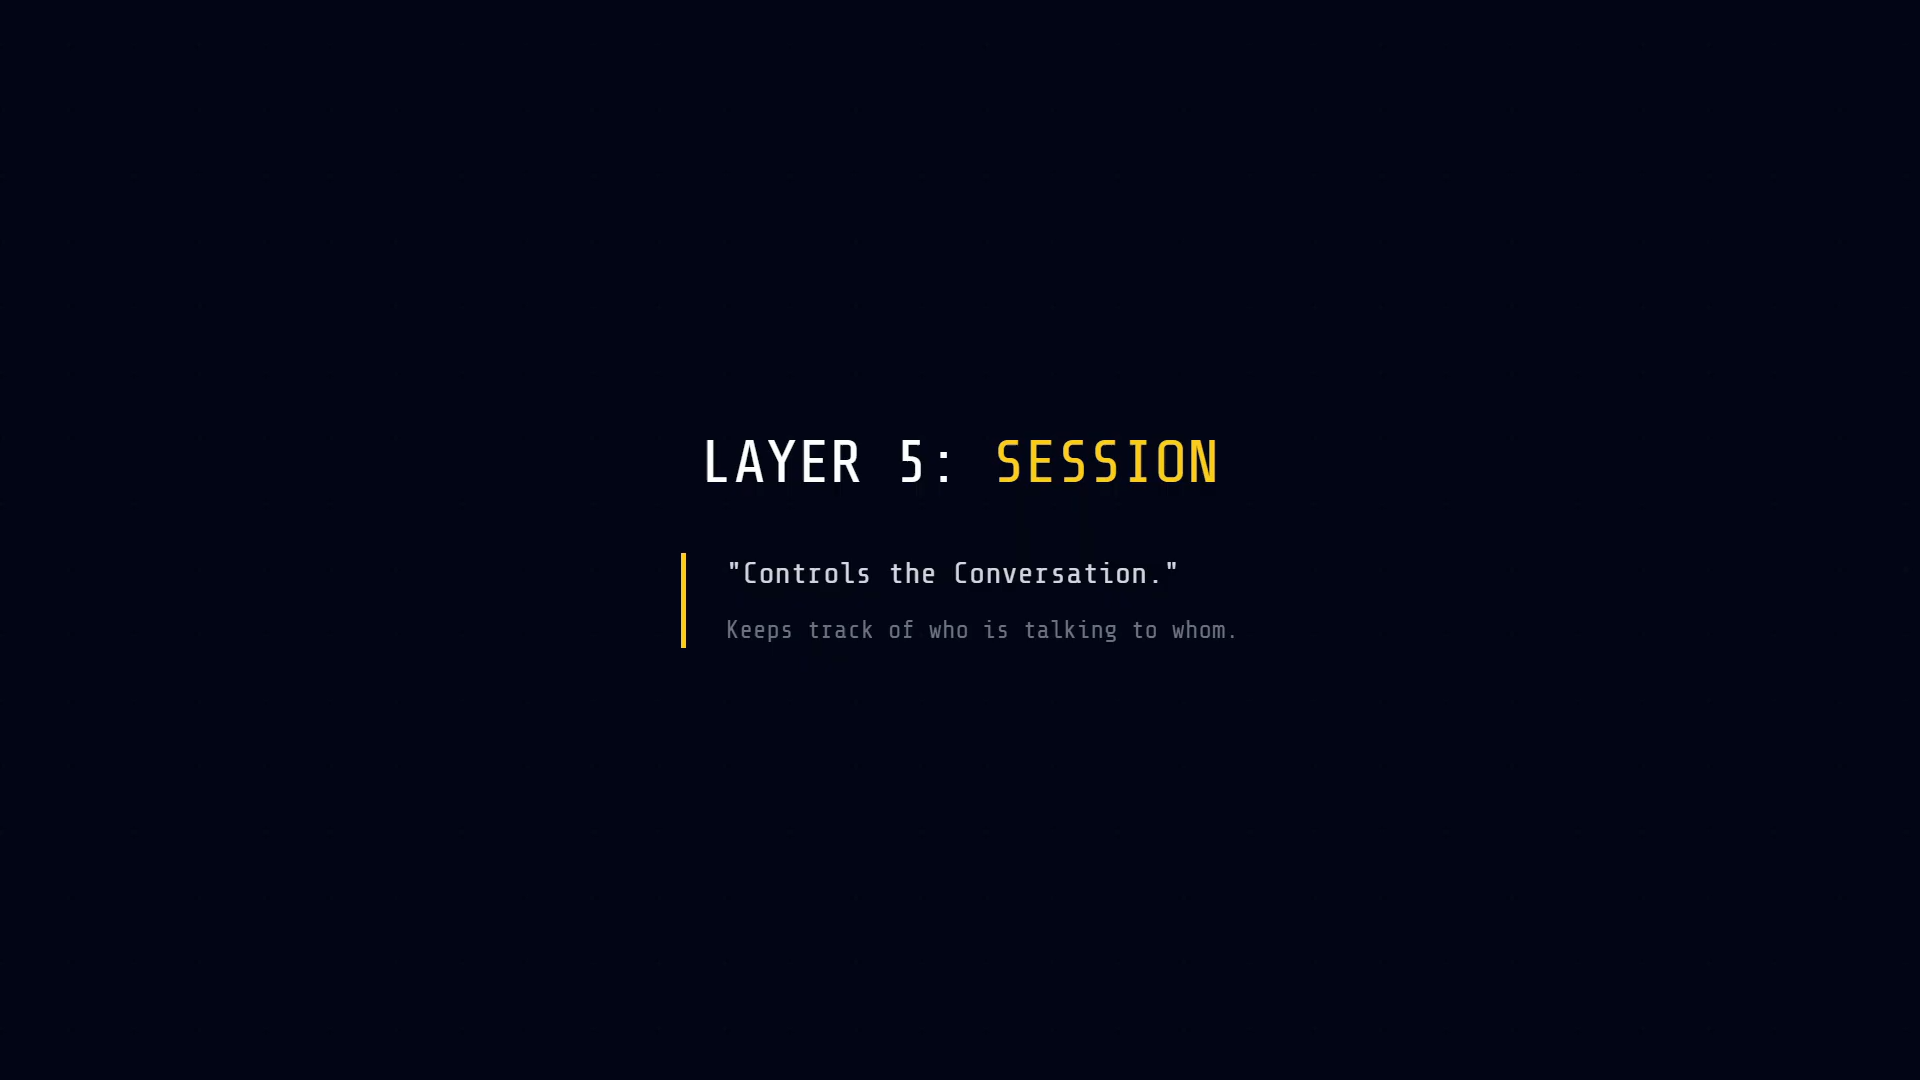 LAYER 5: SESSION
"Controls the Conversation."
Keeps track of who is talking to whom.